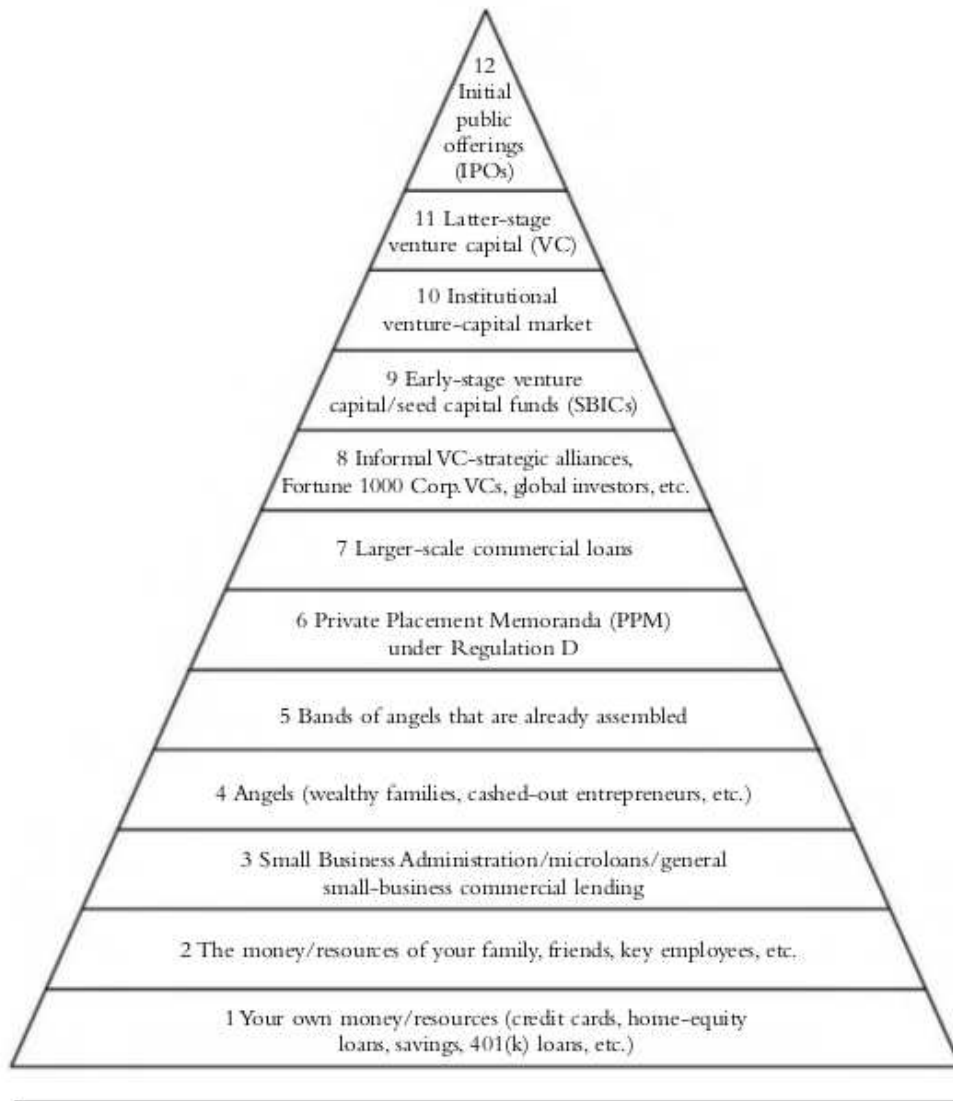 12
Initial
public
offerings
(IPOs)
11 Latter-stage
venture capital (VC)
10 Institutional
venture-capital market
9 Early-stage venture
capital/seed capital funds (SBICs)
8 Informal VC-strategic alliances,
Fortune 1000 Corp. VCs, global investors, etc.
7 Larger-scale commercial loans
6 Private Placement Memoranda (PPM)
under Regulation D
5 Bands of angels that are already assembled
4 Angels (wealthy families, cashed-out entrepreneurs, etc.)
3 Small Business Administration/microloans/general
small-business commercial lending
2 The money/resources of your family, friends, key employees, etc.
1 Your own money/resources (credit cards, home-equity
loans, savings, 401(k) loans, etc.)